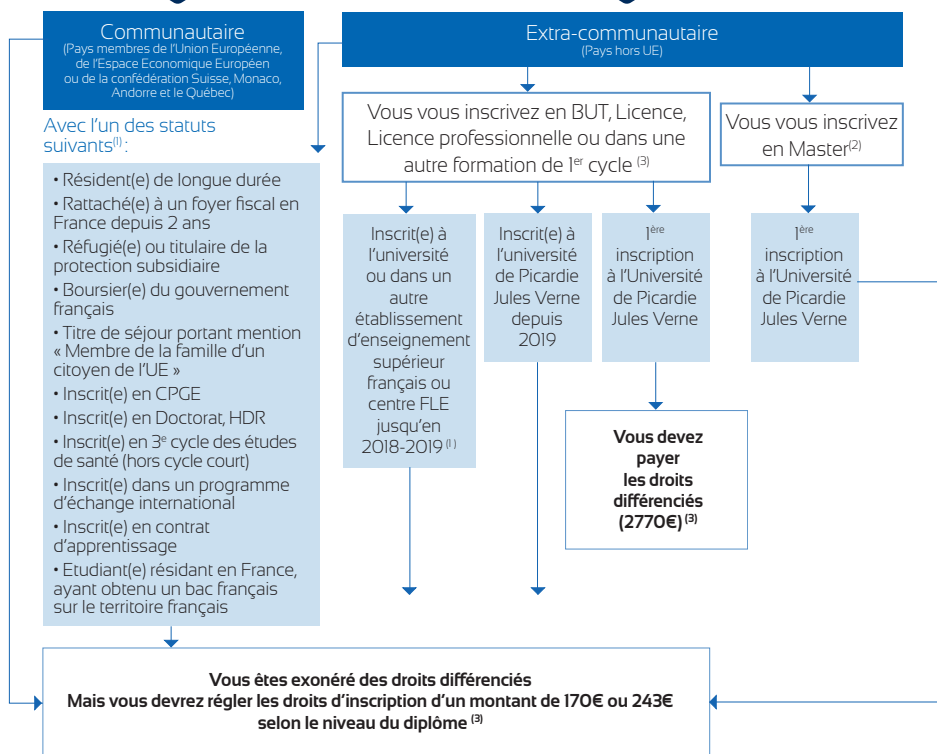 Communautaire
(Pays membres de l'Union Européenne,
de l'Espace Economique Européen
ou de la confédération Suisse, Monaco,
Andorre et le Québec)
Avec l'un des statuts
suivants(1) :
• Résident(e) de longue durée
• Rattaché(e) à un foyer fiscal en
France depuis 2 ans
• Réfugié(e) ou titulaire de la
protection subsidiaire
• Boursier(e) du gouvernement
français
• Titre de séjour portant mention
« Membre de la famille d'un
citoyen de l'UE »
• Inscrit(e) en CPGE
• Inscrit(e) en Doctorat, HDR
• Inscrit(e) en 3e cycle des études
de santé (hors cycle court)
• Inscrit(e) dans un programme
d'échange international
• Inscrit(e) en contrat
d'apprentissage
• Etudiant(e) résidant en France,
ayant obtenu un bac français
sur le territoire français
Extra-communautaire
(Pays hors UE)
Vous vous inscrivez en BUT, Licence,
Licence professionnelle ou dans une
autre formation de 1er cycle (3)
Inscrit(e) à
l'université
ou dans un
autre
établissement
d'enseignement
supérieur
français ou
centre FLE
jusqu'en
2018-2019 (1)
Inscrit(e) à
l'université
de Picardie
Jules Verne
depuis
2019
1ère
inscription
à l'Université
de Picardie
Jules Verne
Vous devez
payer
les droits
différenciés
(2770€) (3)
Vous vous inscrivez
en Master(2)
1ère
inscription
à l'Université
de Picardie
Jules Verne
Vous êtes exonéré des droits différenciés
Mais vous devrez régler les droits d'inscription d'un montant de 170€ ou 243€
selon le niveau du diplôme (3)